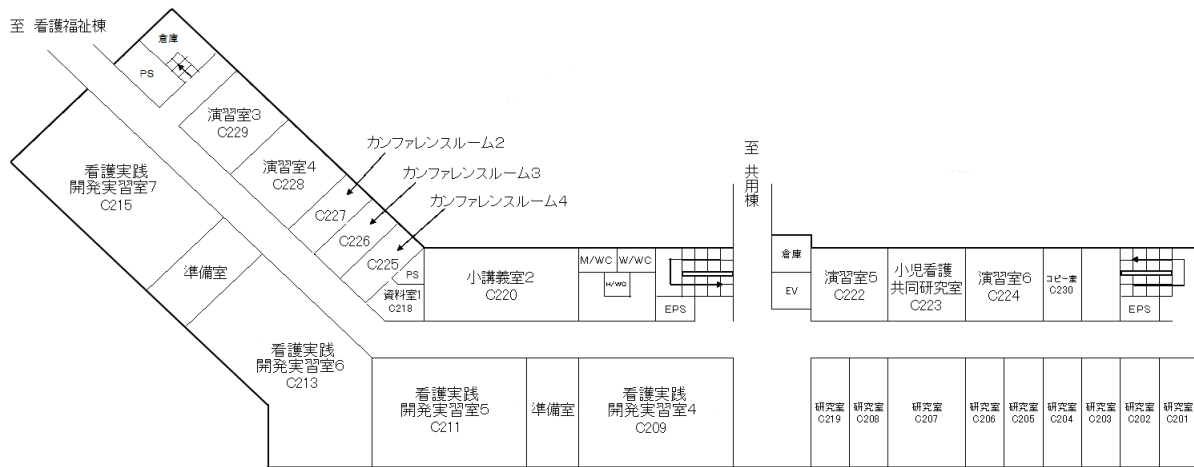 至 看護福祉棟
倉庫
PS
演習室3
C229
演習室4
C228
カンファレンスルーム2
カンファレンスルーム3
カンファレンスルーム4
C227
C226
C225
PS
資料室1
C218
看護実践
開発実習室7
C215
準備室
看護実践
開発実習室6
C213
小講義室2
C220
M/WC
W/WC
H/WC
EPS
至 共用棟
倉庫
EV
演習室5
C222
小児看護
共同研究室
C223
演習室6
C224
コピー室
C230
EPS
看護実践
開発実習室5
C211
準備室
看護実践
開発実習室4
C209
研究室
C219
研究室
C208
研究室
C207
研究室
C206
研究室
C205
研究室
C204
研究室
C203
研究室
C202
研究室
C201